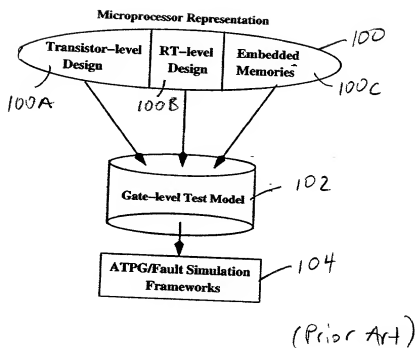 Microprocessor Representation
100
Transistor-level Design
RT-level Design
Embedded Memories
100A
100B
100C
Gate-level Test Model
102
ATPG/Fault Simulation Frameworks
104
(Prior Art)